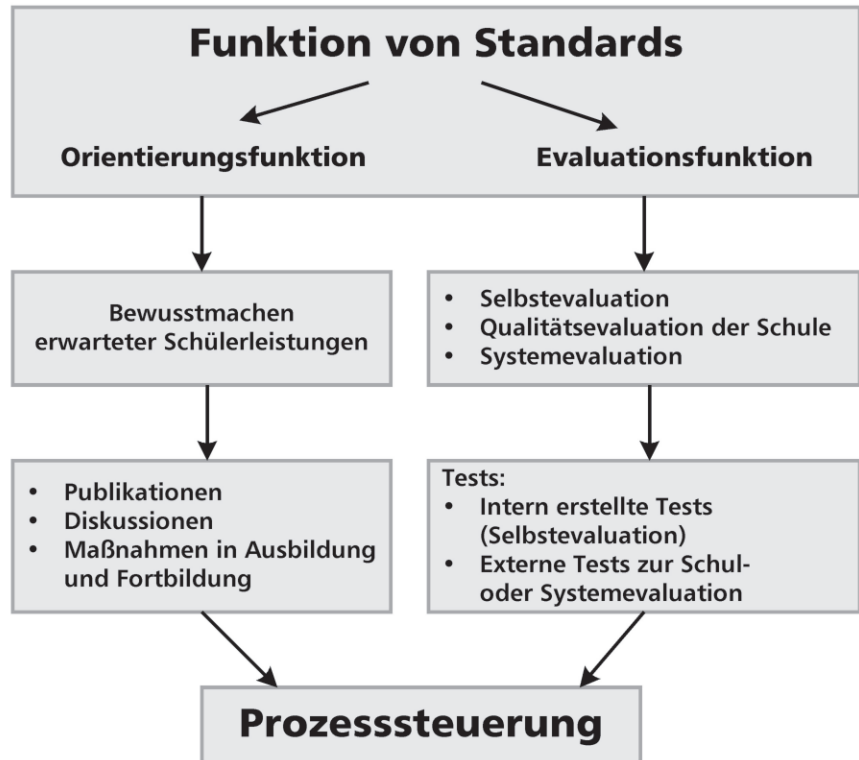 Funktion von Standards
Orientierungsfunktion
Evaluationsfunktion
Bewusstmachen
erwarteter Schülerleistungen
• Selbstevaluation
• Qualitätsevaluation der Schule
• Systemevaluation
• Publikationen
• Diskussionen
• Maßnahmen in Ausbildung
und Fortbildung
Tests:
• Intern erstellte Tests
(Selbstevaluation)
• Externe Tests zur Schul-
oder Systemevaluation
Prozesssteuerung